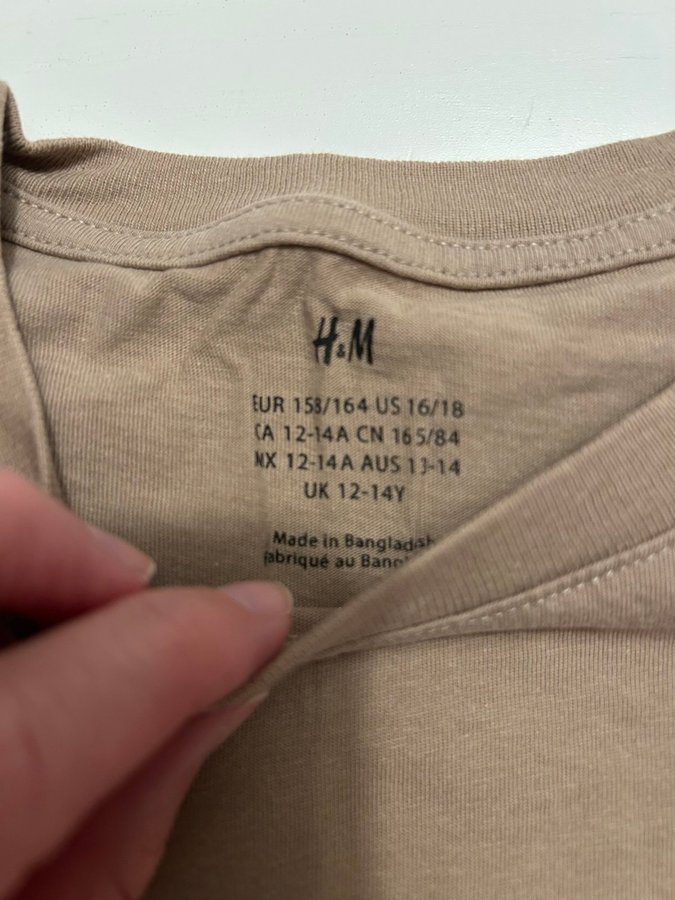 H&M
EUR 158/164 US 16/18
CA 12-14A CN 165/84
MX 12-14A AUS 13-14
UK 12-14Y
Made in Bangladesh
fabriqué au